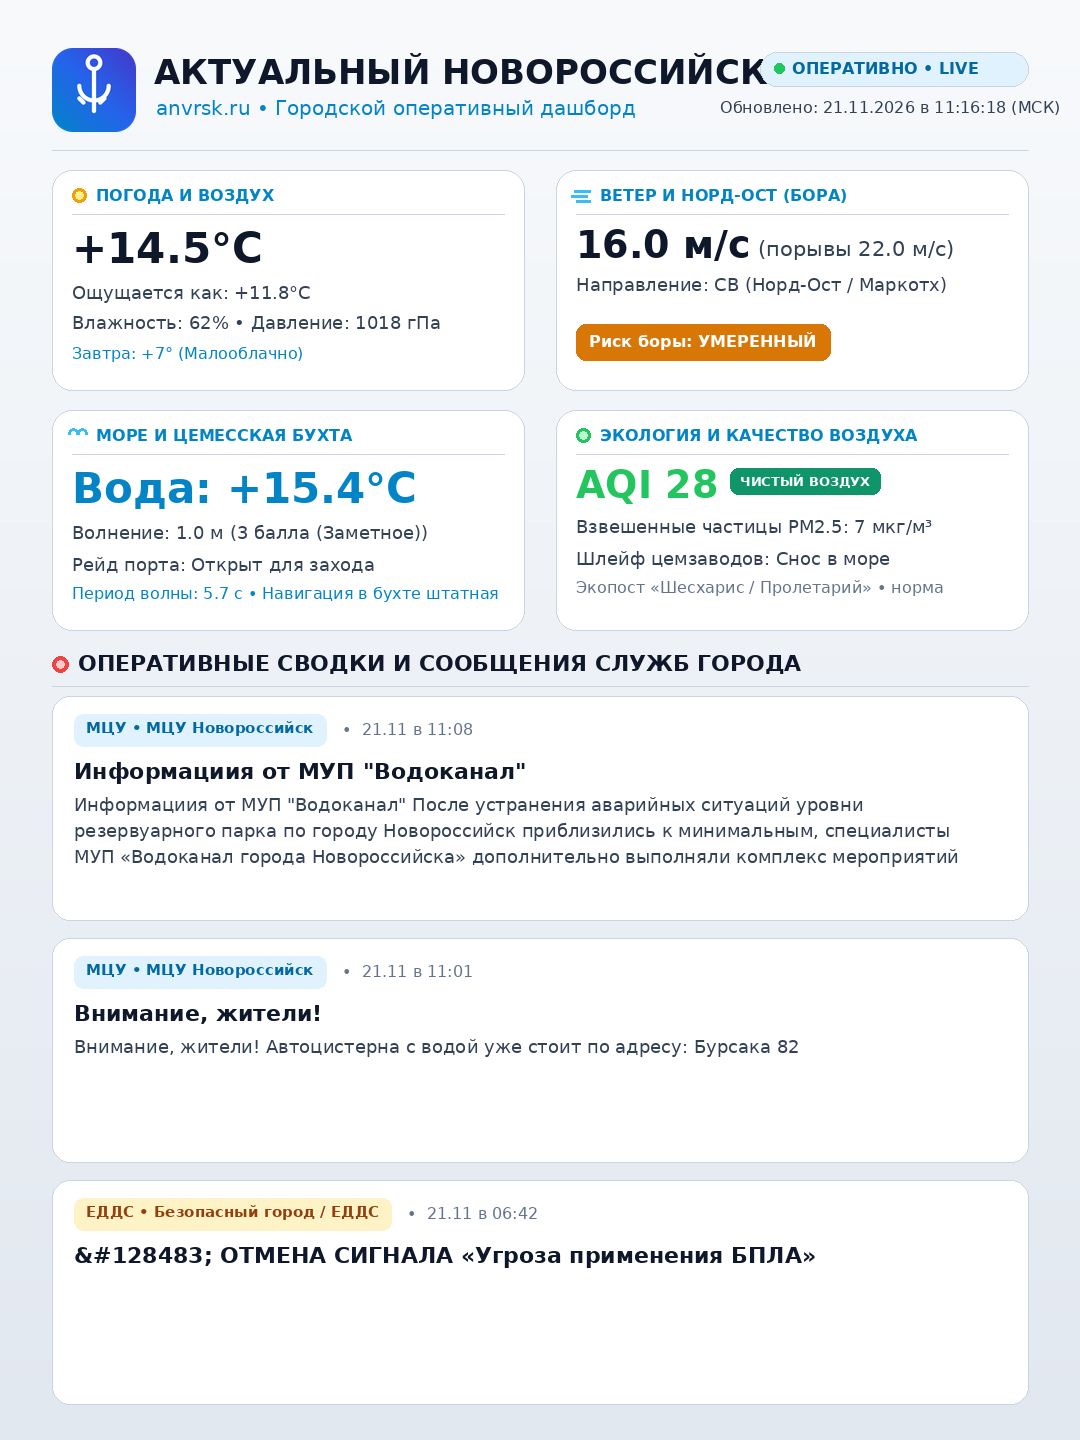 АКТУАЛЬНЫЙ НОВОРОССИЙСК
ОПЕРАТИВНО • LIVE
anvrsk.ru • Городской оперативный дашборд
Обновлено: 21.11.2026 в 11:16:18 (МСК)
ПОГОДА И ВОЗДУХ
+14.5°C
Ощущается как: +11.8°C
Влажность: 62% • Давление: 1018 гПа
Завтра: +7° (Малооблачно)
ВЕТЕР И НОРД-ОСТ (БОРА)
16.0 м/с (порывы 22.0 м/с)
Направление: СВ (Норд-Ост / Маркотх)
Риск боры: УМЕРЕННЫЙ
МОРЕ И ЦЕМЕССКАЯ БУХТА
Вода: +15.4°C
Волнение: 1.0 м (3 балла (Заметное))
Рейд порта: Открыт для захода
Период волны: 5.7 с • Навигация в бухте штатная
ЭКОЛОГИЯ И КАЧЕСТВО ВОЗДУХА
AQI 28 ЧИСТЫЙ ВОЗДУХ
Взвешенные частицы PM2.5: 7 мкг/м³
Шлейф цемзаводов: Снос в море
Экопост «Шесхарис / Пролетарий» • норма
ОПЕРАТИВНЫЕ СВОДКИ И СООБЩЕНИЯ СЛУЖБ ГОРОДА
МЦУ • МЦУ Новороссийск • 21.11 в 11:08
Информациия от МУП "Водоканал"
Информациия от МУП "Водоканал" После устранения аварийных ситуаций уровни
резервуарного парка по городу Новороссийск приблизились к минимальным, специалисты
МУП «Водоканал города Новороссийска» дополнительно выполняли комплекс мероприятий
МЦУ • МЦУ Новороссийск • 21.11 в 11:01
Внимание, жители!
Внимание, жители! Автоцистерна с водой уже стоит по адресу: Бурсака 82
ЕДДС • Безопасный город / ЕДДС • 21.11 в 06:42
&#128483; ОТМЕНА СИГНАЛА «Угроза применения БПЛА»